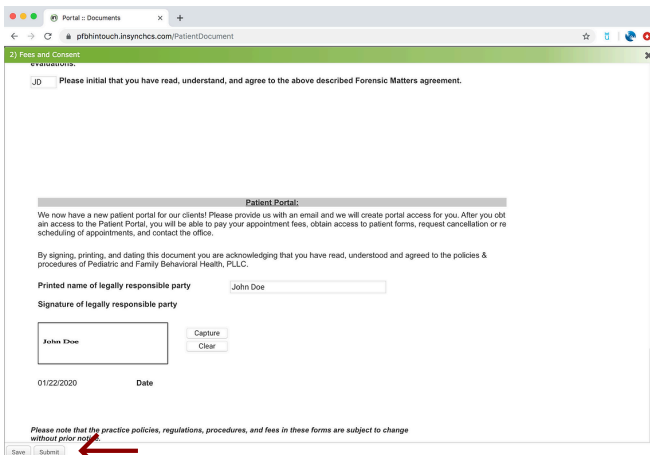 Portal :: Documents
pfbhintouch.insynchcs.com/PatientDocument
2) Fees and Consent
evaluations.
JD Please initial that you have read, understand, and agree to the above described Forensic Matters agreement.
Patient Portal:
We now have a new patient portal for our clients! Please provide us with an email and we will create portal access for you. After you obt
ain access to the Patient Portal, you will be able to pay your appointment fees, obtain access to patient forms, request cancellation or re
scheduling of appointments, and contact the office.
By signing, printing, and dating this document you are acknowledging that you have read, understood and agreed to the policies &
procedures of Pediatric and Family Behavioral Health, PLLC.
Printed name of legally responsible party John Doe
Signature of legally responsible party
Capture
John Doe
Clear
01/22/2020 Date
Please note that the practice policies, regulations, procedures, and fees in these forms are subject to change
without prior notice.
Save Submit